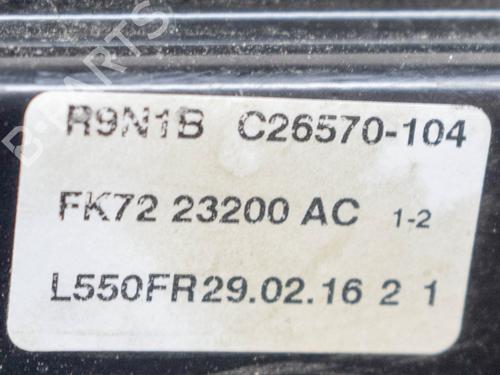 R9N1B C26570-104
FK72 23200 AC 1-2
L550FR29.02.16 2 1